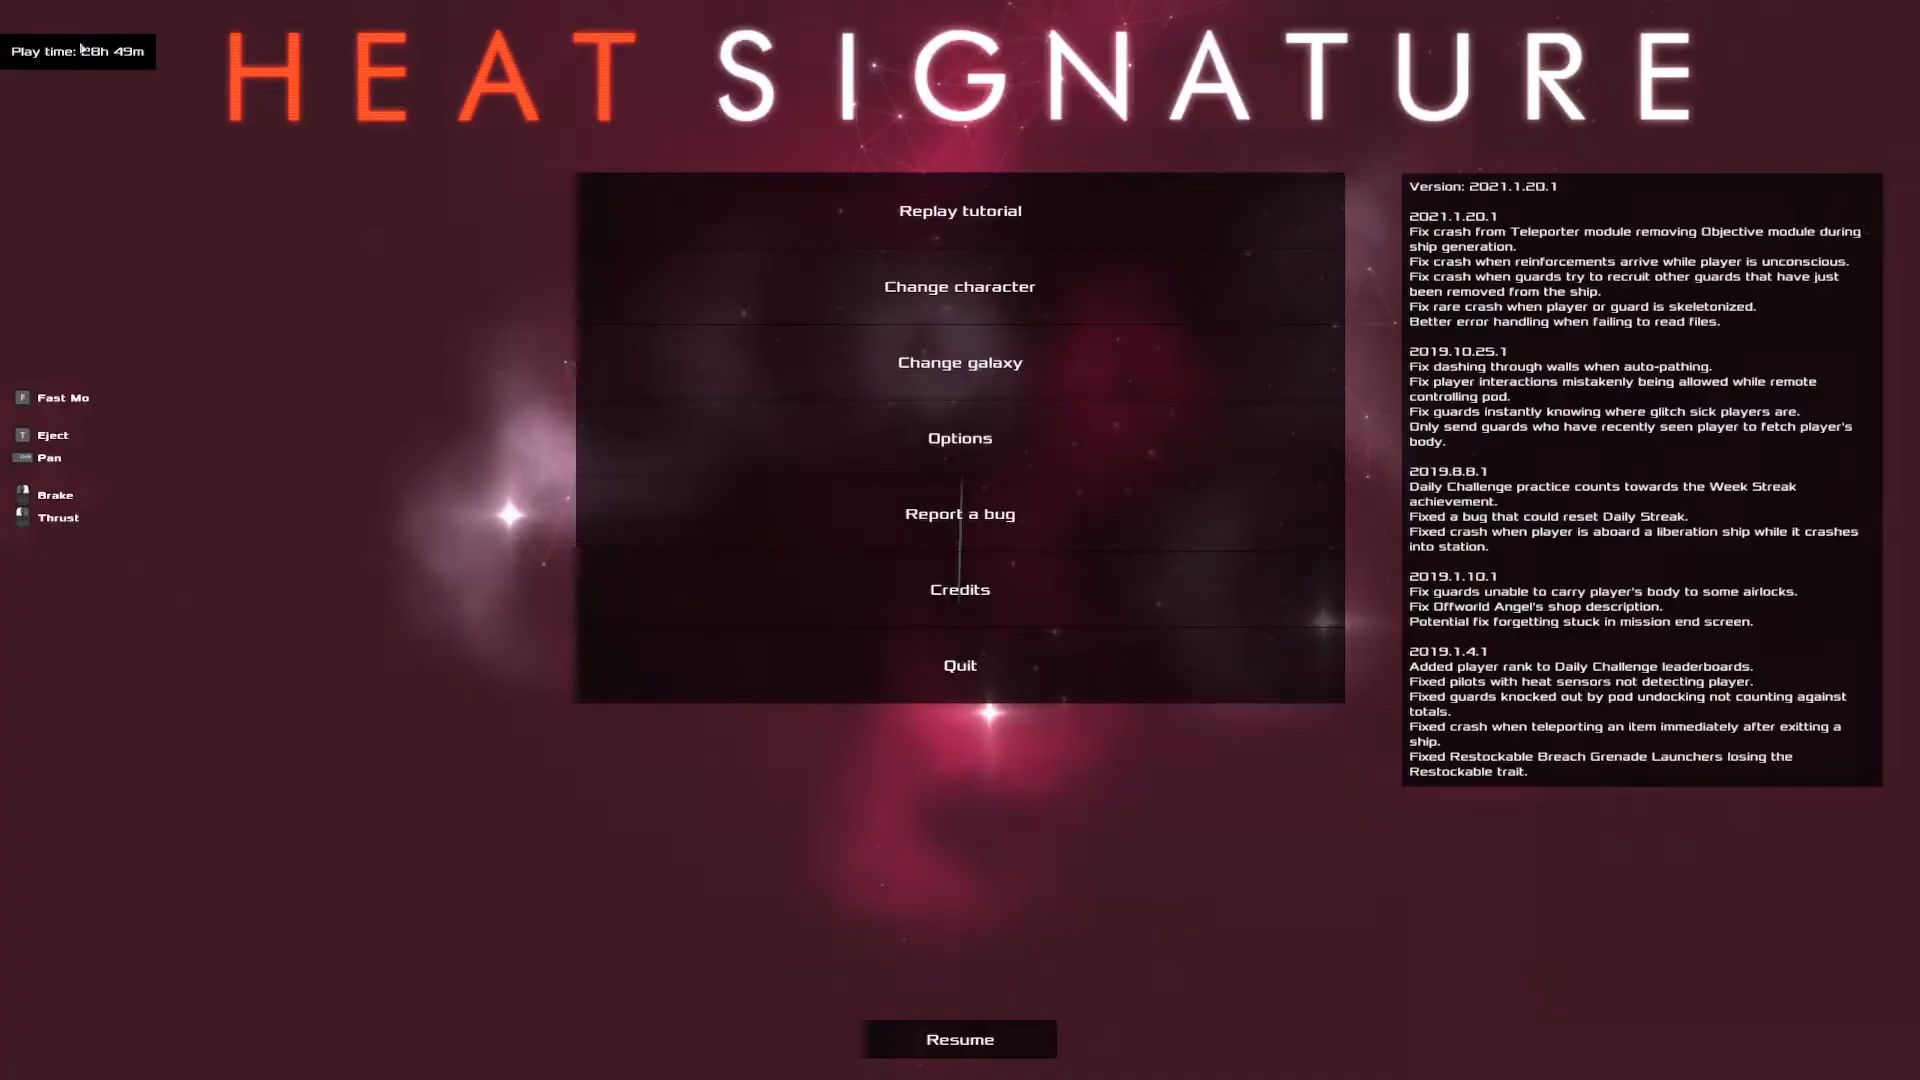 HEAT SIGNATURE
Play time: 28h 49m
Replay tutorial
Change character
Change galaxy
Options
Report a bug
Credits
Quit
Resume
F Fast Mo
T Eject
Pan
Brake
Thrust
Version: 2021.1.20.1
2021.1.20.1
Fix crash from Teleporter module removing Objective module during
ship generation.
Fix crash when reinforcements arrive while player is unconscious.
Fix crash when guards try to recruit other guards that have just
been removed from the ship.
Fix rare crash when player or guard is skeletonized.
Better error handling when failing to read files.
2019.10.25.1
Fix dashing through walls when auto-pathing.
Fix player interactions mistakenly being allowed while remote
controlling pod.
Fix guards instantly knowing where glitch sick players are.
Only send guards who have recently seen player to fetch player's
body.
2019.8.8.1
Daily Challenge practice counts towards the Week Streak
achievement.
Fixed a bug that could reset Daily Streak.
Fixed crash when player is aboard a liberation ship while it crashes
into station.
2019.1.10.1
Fix guards unable to carry player's body to some airlocks.
Fix Offworld Angel's shop description.
Potential fix forgetting stuck in mission end screen.
2019.1.4.1
Added player rank to Daily Challenge leaderboards.
Fixed pilots with heat sensors not detecting player.
Fixed guards knocked out by pod undocking not counting against
totals.
Fixed crash when teleporting an item immediately after exitting a
ship.
Fixed Restockable Breach Grenade Launchers losing the
Restockable trait.